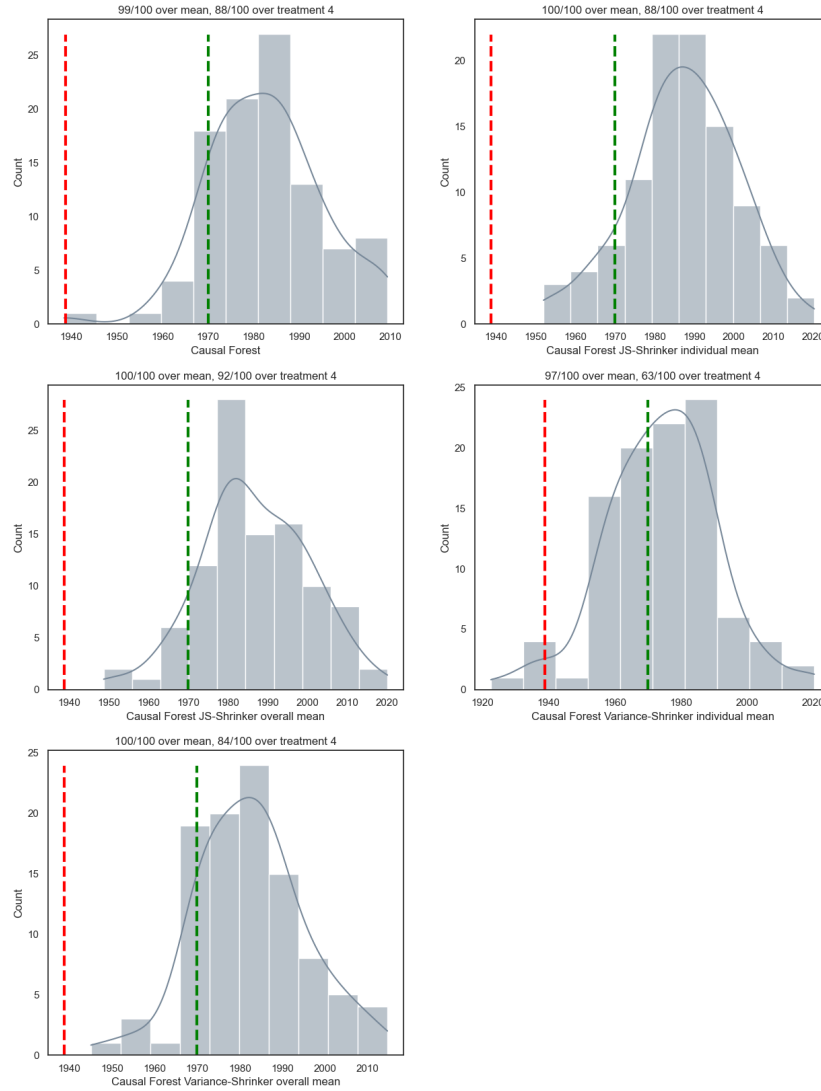 99/100 over mean, 88/100 over treatment 4
25
20
15
10
5
0
Count
1940 1950 1960 1970 1980 1990 2000 2010
Causal Forest
100/100 over mean, 88/100 over treatment 4
20
15
10
5
0
Count
1940 1950 1960 1970 1980 1990 2000 2010 2020
Causal Forest JS-Shrinker individual mean
100/100 over mean, 92/100 over treatment 4
25
20
15
10
5
0
Count
1940 1950 1960 1970 1980 1990 2000 2010 2020
Causal Forest JS-Shrinker overall mean
97/100 over mean, 63/100 over treatment 4
25
20
15
10
5
0
Count
1920 1940 1960 1980 2000 2020
Causal Forest Variance-Shrinker individual mean
100/100 over mean, 84/100 over treatment 4
25
20
15
10
5
0
Count
1940 1950 1960 1970 1980 1990 2000 2010
Causal Forest Variance-Shrinker overall mean